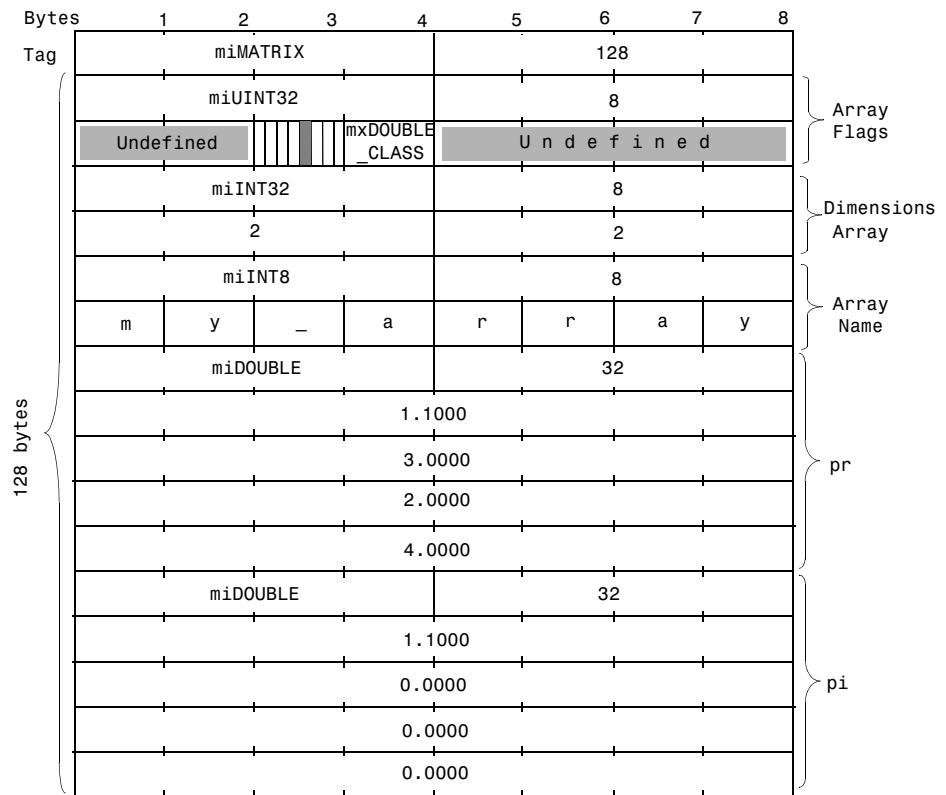 Bytes 1 2 3 4 5 6 7 8
Tag miMATRIX 128
miUINT32 8
Array
Flags
Undefined mxDOUBLE
_CLASS
Undefined
miINT32 8
Dimensions
Array
2 2
miINT8 8
Array
Name
m y _ a r r a y
miDOUBLE 32
1.1000
128 bytes
3.0000
pr
2.0000
4.0000
miDOUBLE 32
1.1000
0.0000
pi
0.0000
0.0000